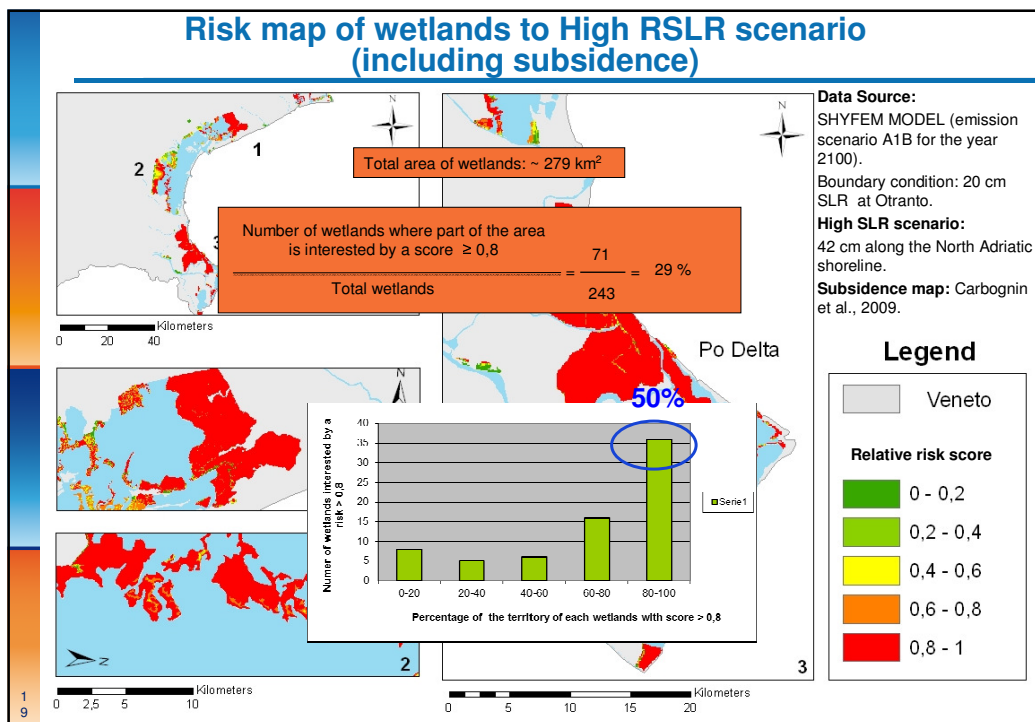 Risk map of wetlands to High RSLR scenario
(including subsidence)
N
1
2
3
Kilometers
0 20 40
Total area of wetlands: ~ 279 km²
Number of wetlands where part of the area
is interested by a score ≥ 0,8
Total wetlands
= 71 = 29 %
243
N
Po Delta
3
Kilometers
0 5 10 15 20
N
N
2
Kilometers
0 2,5 5 10
50%
Numer of wetlands interested by a
risk > 0,8
40
35
30
25
20
15
10
5
0
0-20 20-40 40-60 60-80 80-100
Percentage of the territory of each wetlands with score > 0,8
Serie1
Data Source:
SHYFEM MODEL (emission
scenario A1B for the year
2100).
Boundary condition: 20 cm
SLR at Otranto.
High SLR scenario:
42 cm along the North Adriatic
shoreline.
Subsidence map: Carbognin
et al., 2009.
Legend
Veneto
Relative risk score
0 - 0,2
0,2 - 0,4
0,4 - 0,6
0,6 - 0,8
0,8 - 1
1
9